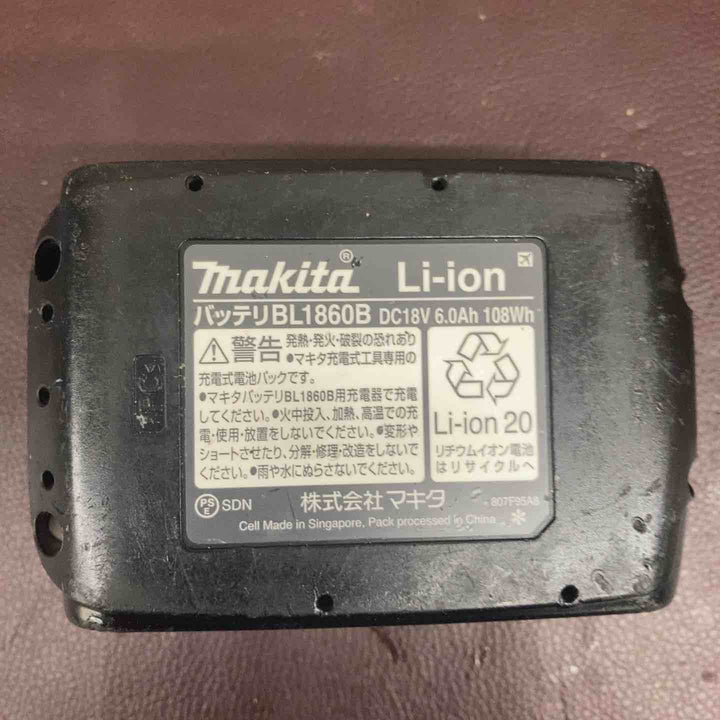 makita® Li-ion
バッテリBL1860B DC18V 6.0Ah 108Wh
警告 発熱・発火・破裂の恐れあり
●マキタ充電式工具専用の
充電式電池パックです。
●マキタバッテリBL1860B用充電器で充電
してください。●火中投入、加熱、高温での充
電・使用・放置をしないでください。●変形や
ショートさせたり、分解・修理・改造をしないで
ください。●雨や水にぬらさないでください。
Li-ion 20
リチウムイオン電池
はリサイクルへ
PSE SDN 株式会社 マキタ 807F95A8
Cell Made in Singapore. Pack processed in China